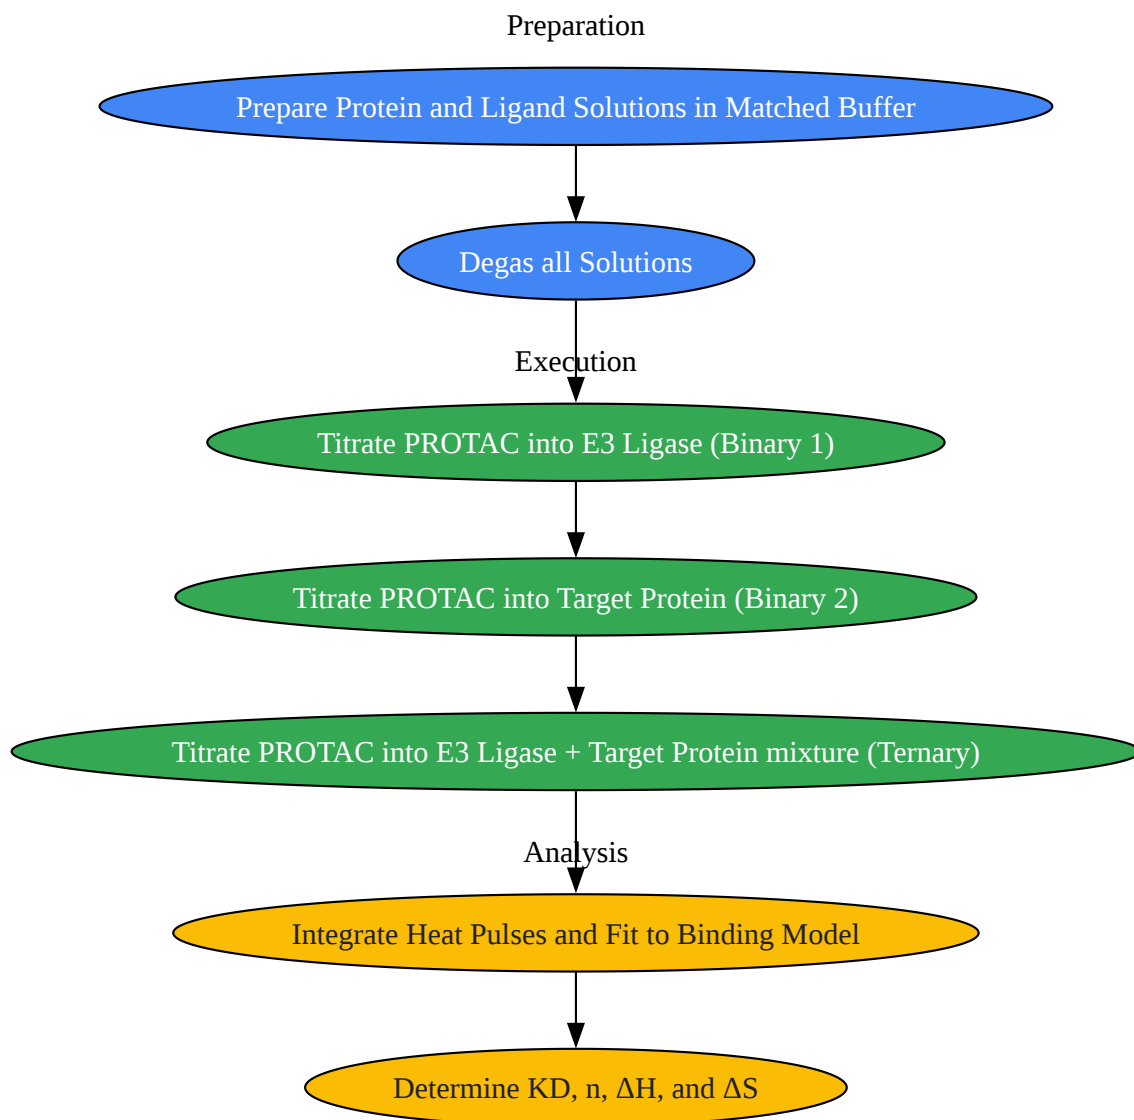 Preparation
Prepare Protein and Ligand Solutions in Matched Buffer
Degas all Solutions
Execution
Titrate PROTAC into E3 Ligase (Binary 1)
Titrate PROTAC into Target Protein (Binary 2)
Titrate PROTAC into E3 Ligase + Target Protein mixture (Ternary)
Analysis
Integrate Heat Pulses and Fit to Binding Model
Determine KD, n, ΔH, and ΔS